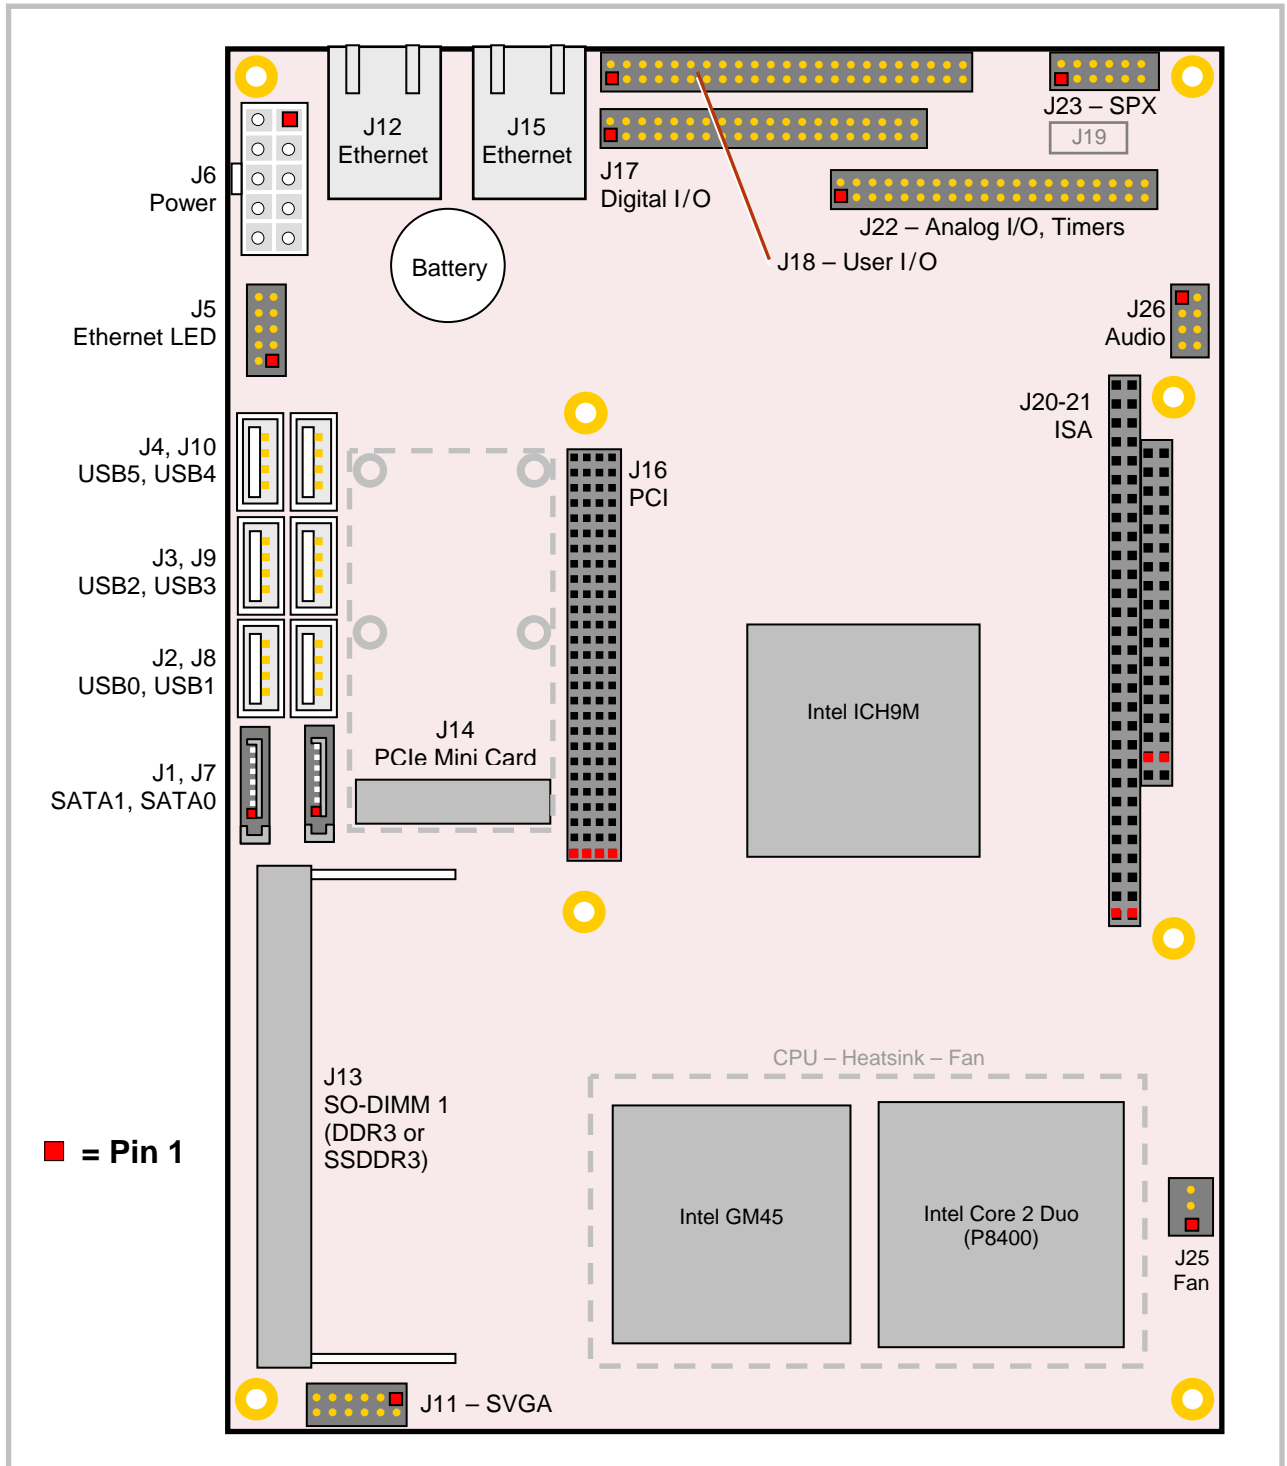 J12
Ethernet
J15
Ethernet
J23 – SPX
J19
J17
Digital I/O
J6
Power
J22 – Analog I/O, Timers
J18 – User I/O
Battery
J5
Ethernet LED
J26
Audio
J20-21
ISA
J4, J10
USB5, USB4
J16
PCI
J3, J9
USB2, USB3
J2, J8
USB0, USB1
Intel ICH9M
J14
PCIe Mini Card
J1, J7
SATA1, SATA0
CPU – Heatsink – Fan
J13
SO-DIMM 1
(DDR3 or
SSDDR3)
= Pin 1
Intel GM45
Intel Core 2 Duo
(P8400)
J25
Fan
J11 – SVGA